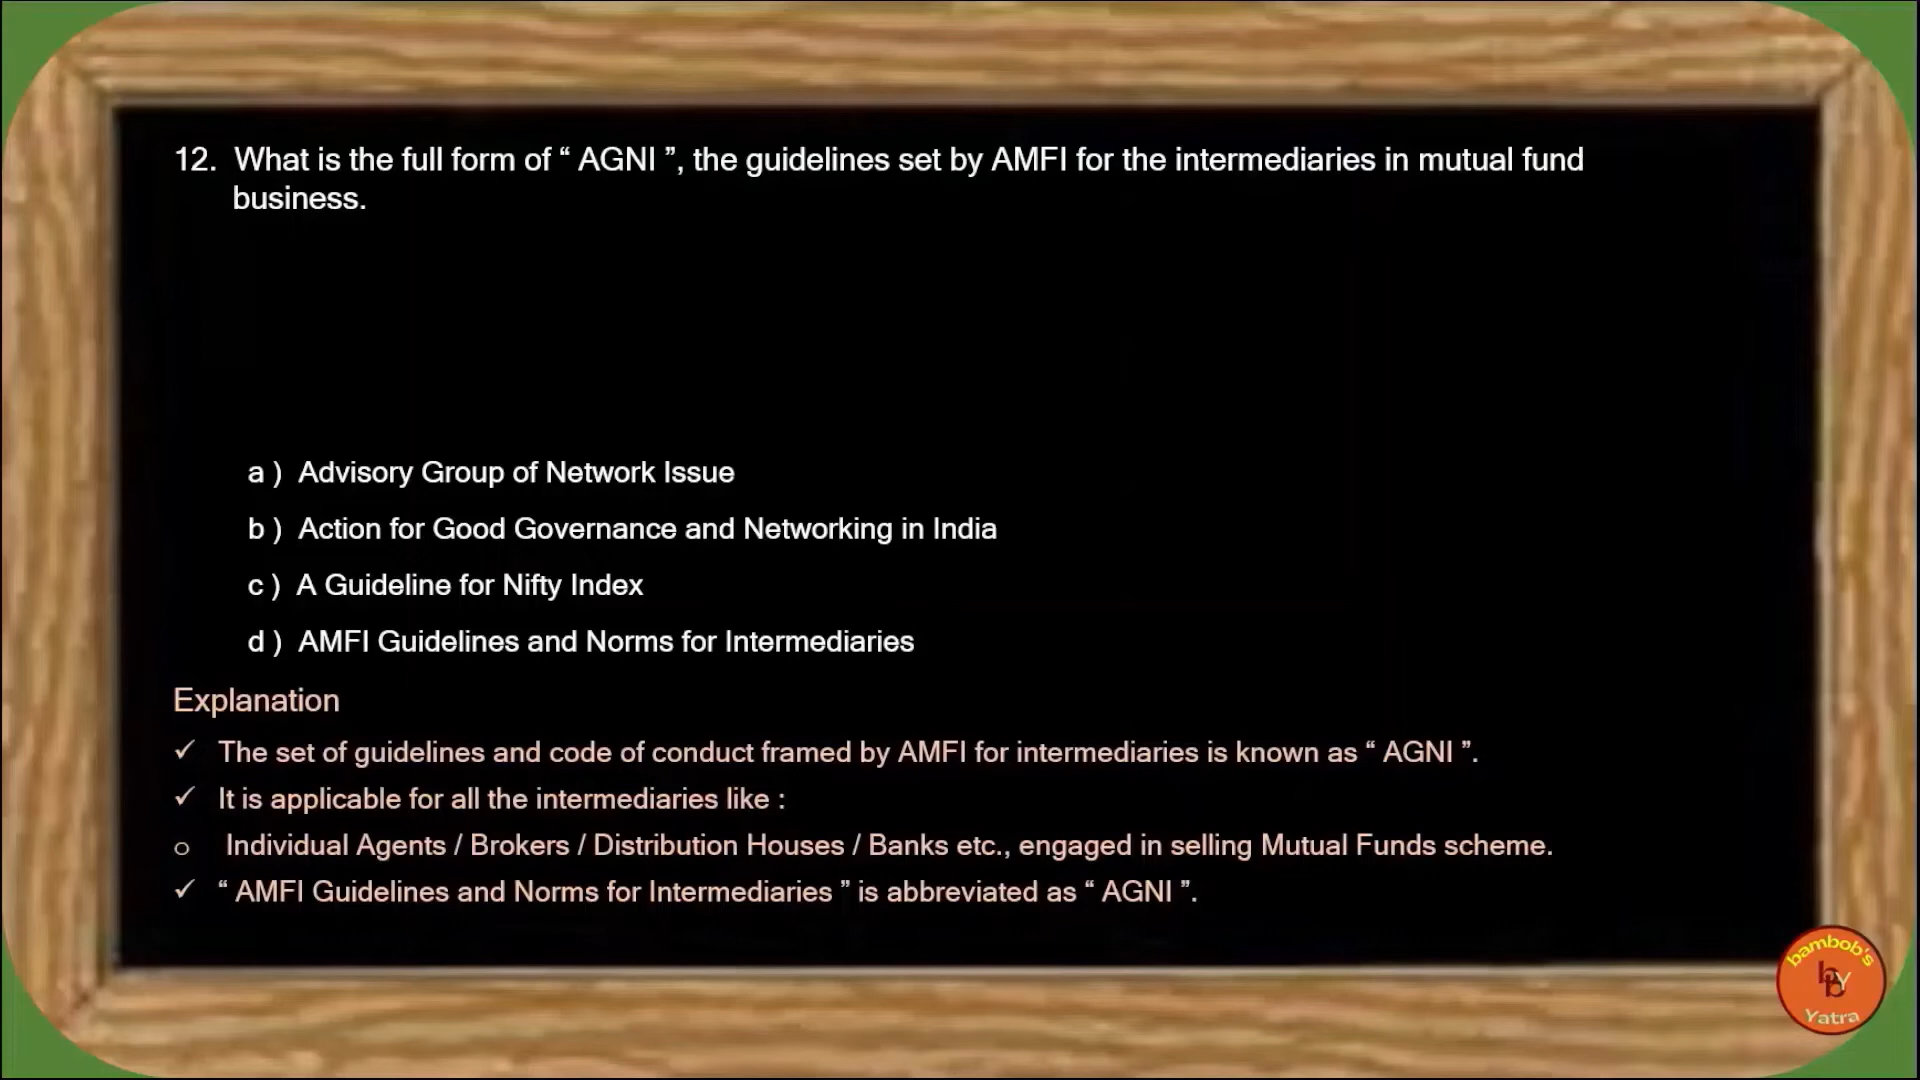 12. What is the full form of “ AGNI ”, the guidelines set by AMFI for the intermediaries in mutual fund
business.
a ) Advisory Group of Network Issue
b ) Action for Good Governance and Networking in India
c ) A Guideline for Nifty Index
d ) AMFI Guidelines and Norms for Intermediaries
Explanation
✓ The set of guidelines and code of conduct framed by AMFI for intermediaries is known as “ AGNI ”.
✓ It is applicable for all the intermediaries like :
o Individual Agents / Brokers / Distribution Houses / Banks etc., engaged in selling Mutual Funds scheme.
✓ “ AMFI Guidelines and Norms for Intermediaries ” is abbreviated as “ AGNI ”.
bambob's
bby
Yatra